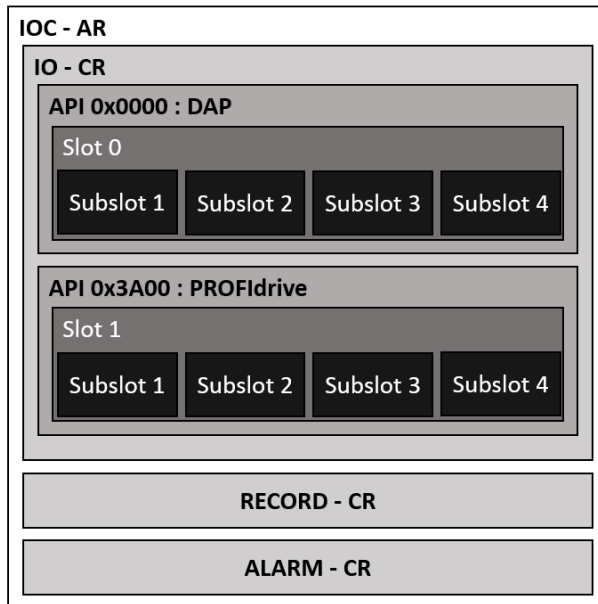 IOC - AR
IO - CR
API 0x0000 : DAP
Slot 0
Subslot 1 Subslot 2 Subslot 3 Subslot 4
API 0x3A00 : PROFIdrive
Slot 1
Subslot 1 Subslot 2 Subslot 3 Subslot 4
RECORD - CR
ALARM - CR